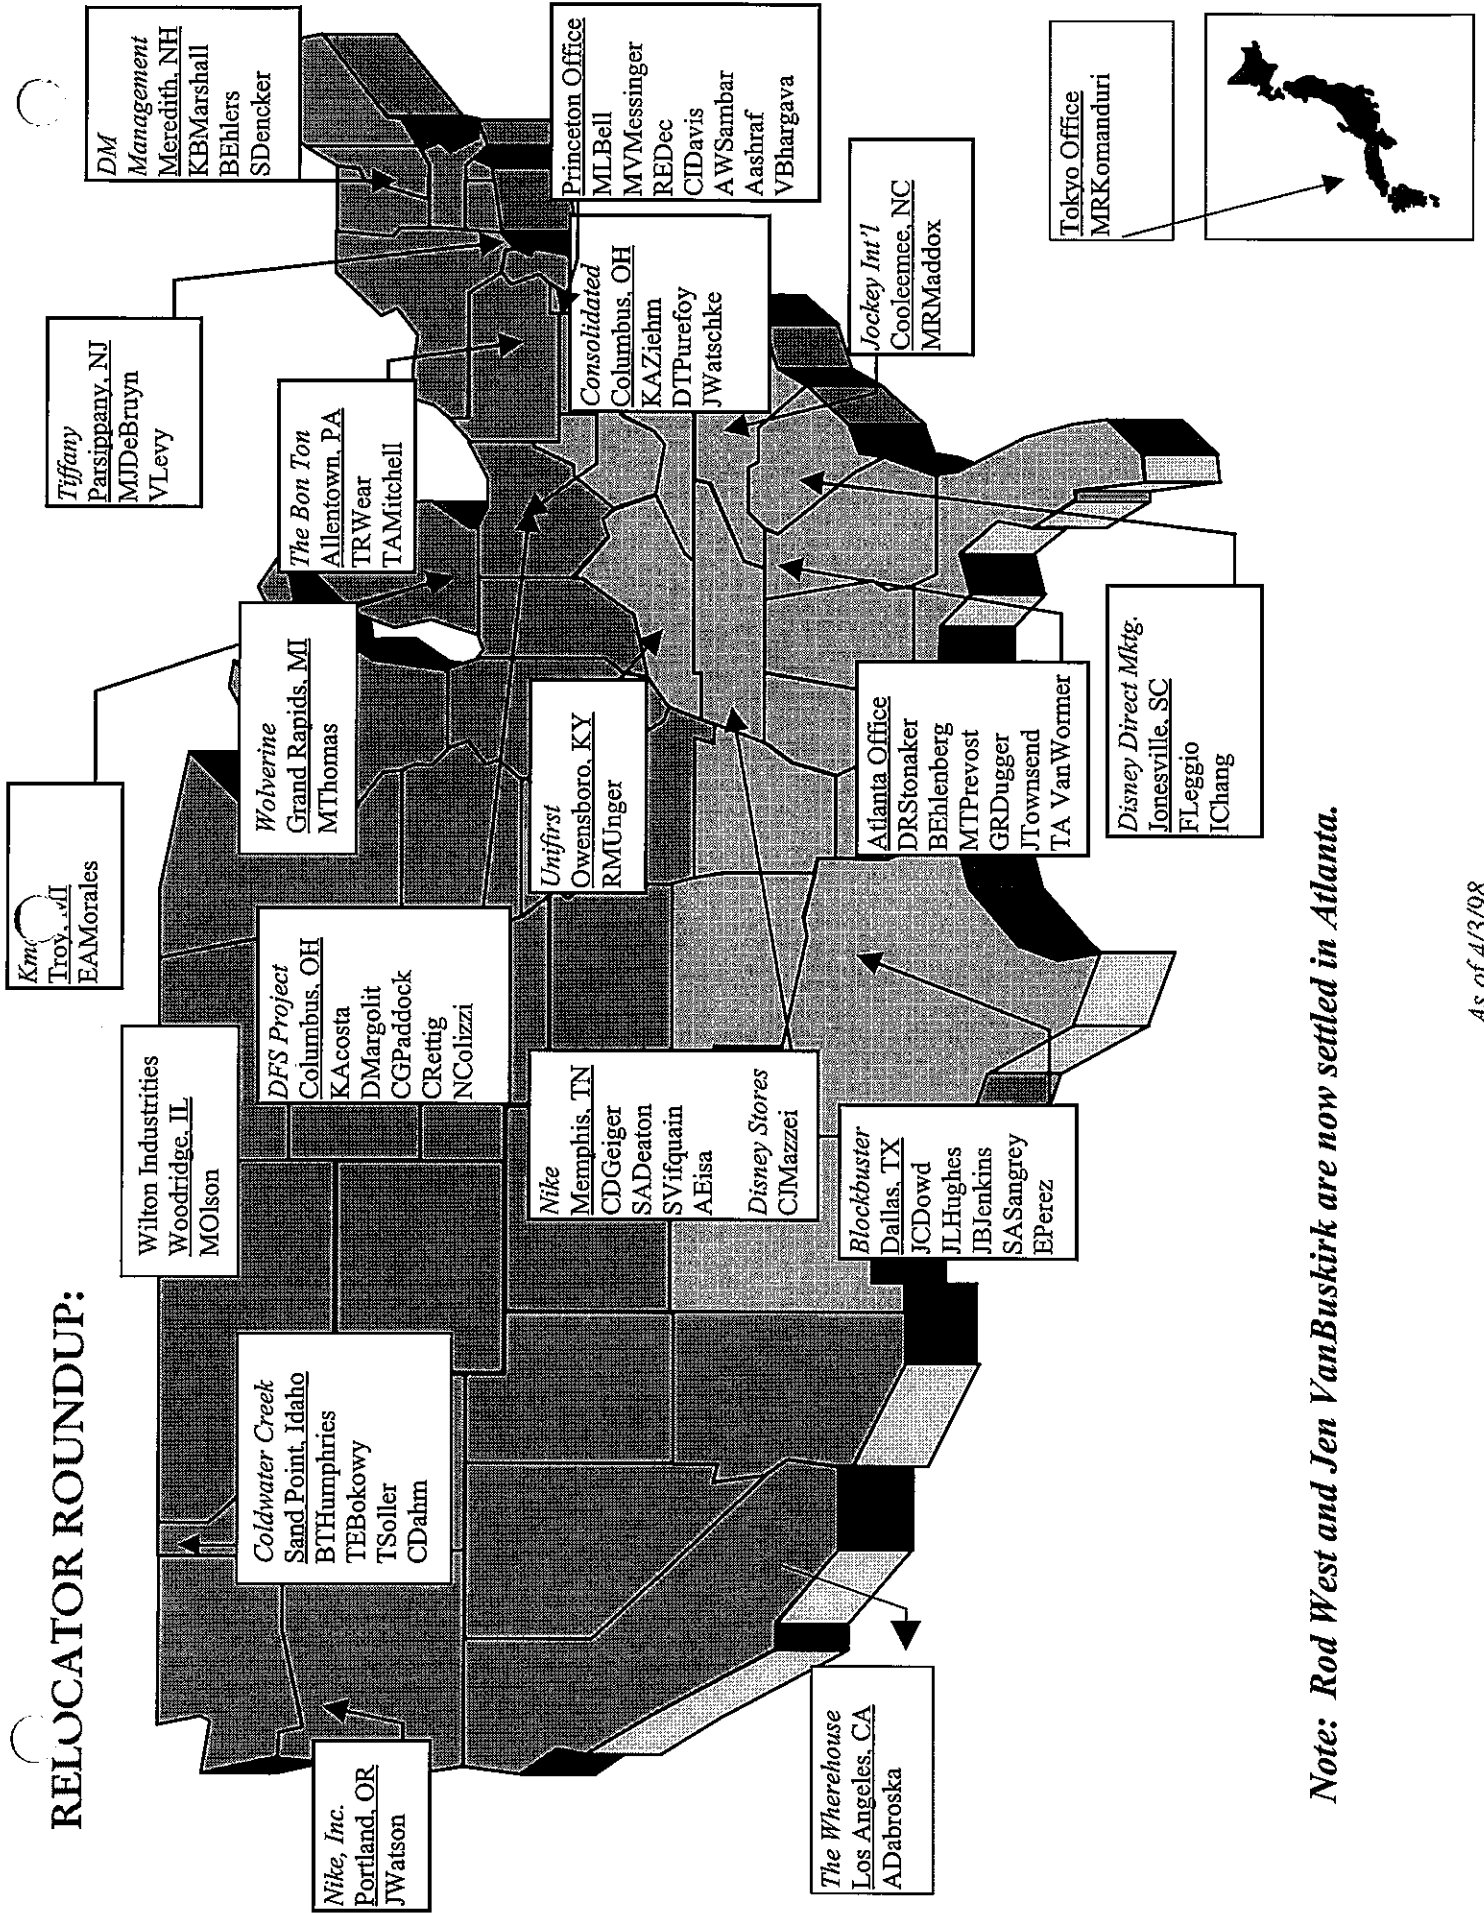 RELOCATOR ROUNDUP:
Nike, Inc.
Portland, OR
JWatson
Coldwater Creek
Sand Point, Idaho
BTHumphries
TEBokowy
TSoller
CDahm
Wilton Industrities
Woodridge, IL
MOlson
Troy, MI
EAMorales
DFS Project
Columbus, OH
KAcosta
DMargolit
CGPaddock
CRettig
NColizzi
Wolverine
Grand Rapids, MI
MThomas
Tiffany
Parsippany, NJ
MJDeBruyn
VLevy
The Bon Ton
Allentown, PA
TRWear
TAMitchell
DM
Management
Meredith, NH
KBMarshall
BEhlers
SDencker
Princeton Office
MLBell
MVMessinger
REDec
CIDavis
AWSambar
Aashraf
VBhargava
Consolidated
Columbus, OH
KAZiehm
DTPurefoy
JWatschke
Unifirst
Owensboro, KY
RMUnger
Nike
Memphis, TN
CDGeiger
SADeaton
SVifquain
AEisa
Disney Stores
CJMazzei
Jockey Int'l
Cooleemee, NC
MRMaddox
Atlanta Office
DRStonaker
BEhlenberg
MTPrevost
GRDugger
JTownsend
TA VanWormer
Blockbuster
Dallas, TX
JCDowd
JLHughes
JBJenkins
SASangrey
EPerez
The Wherehouse
Los Angeles, CA
ADabroska
Disney Direct Mktg.
Jonesville, SC
FLeggio
IChang
Tokyo Office
MRKomanduri
Note: Rod West and Jen VanBuskirk are now settled in Atlanta.
As of 4/3/98